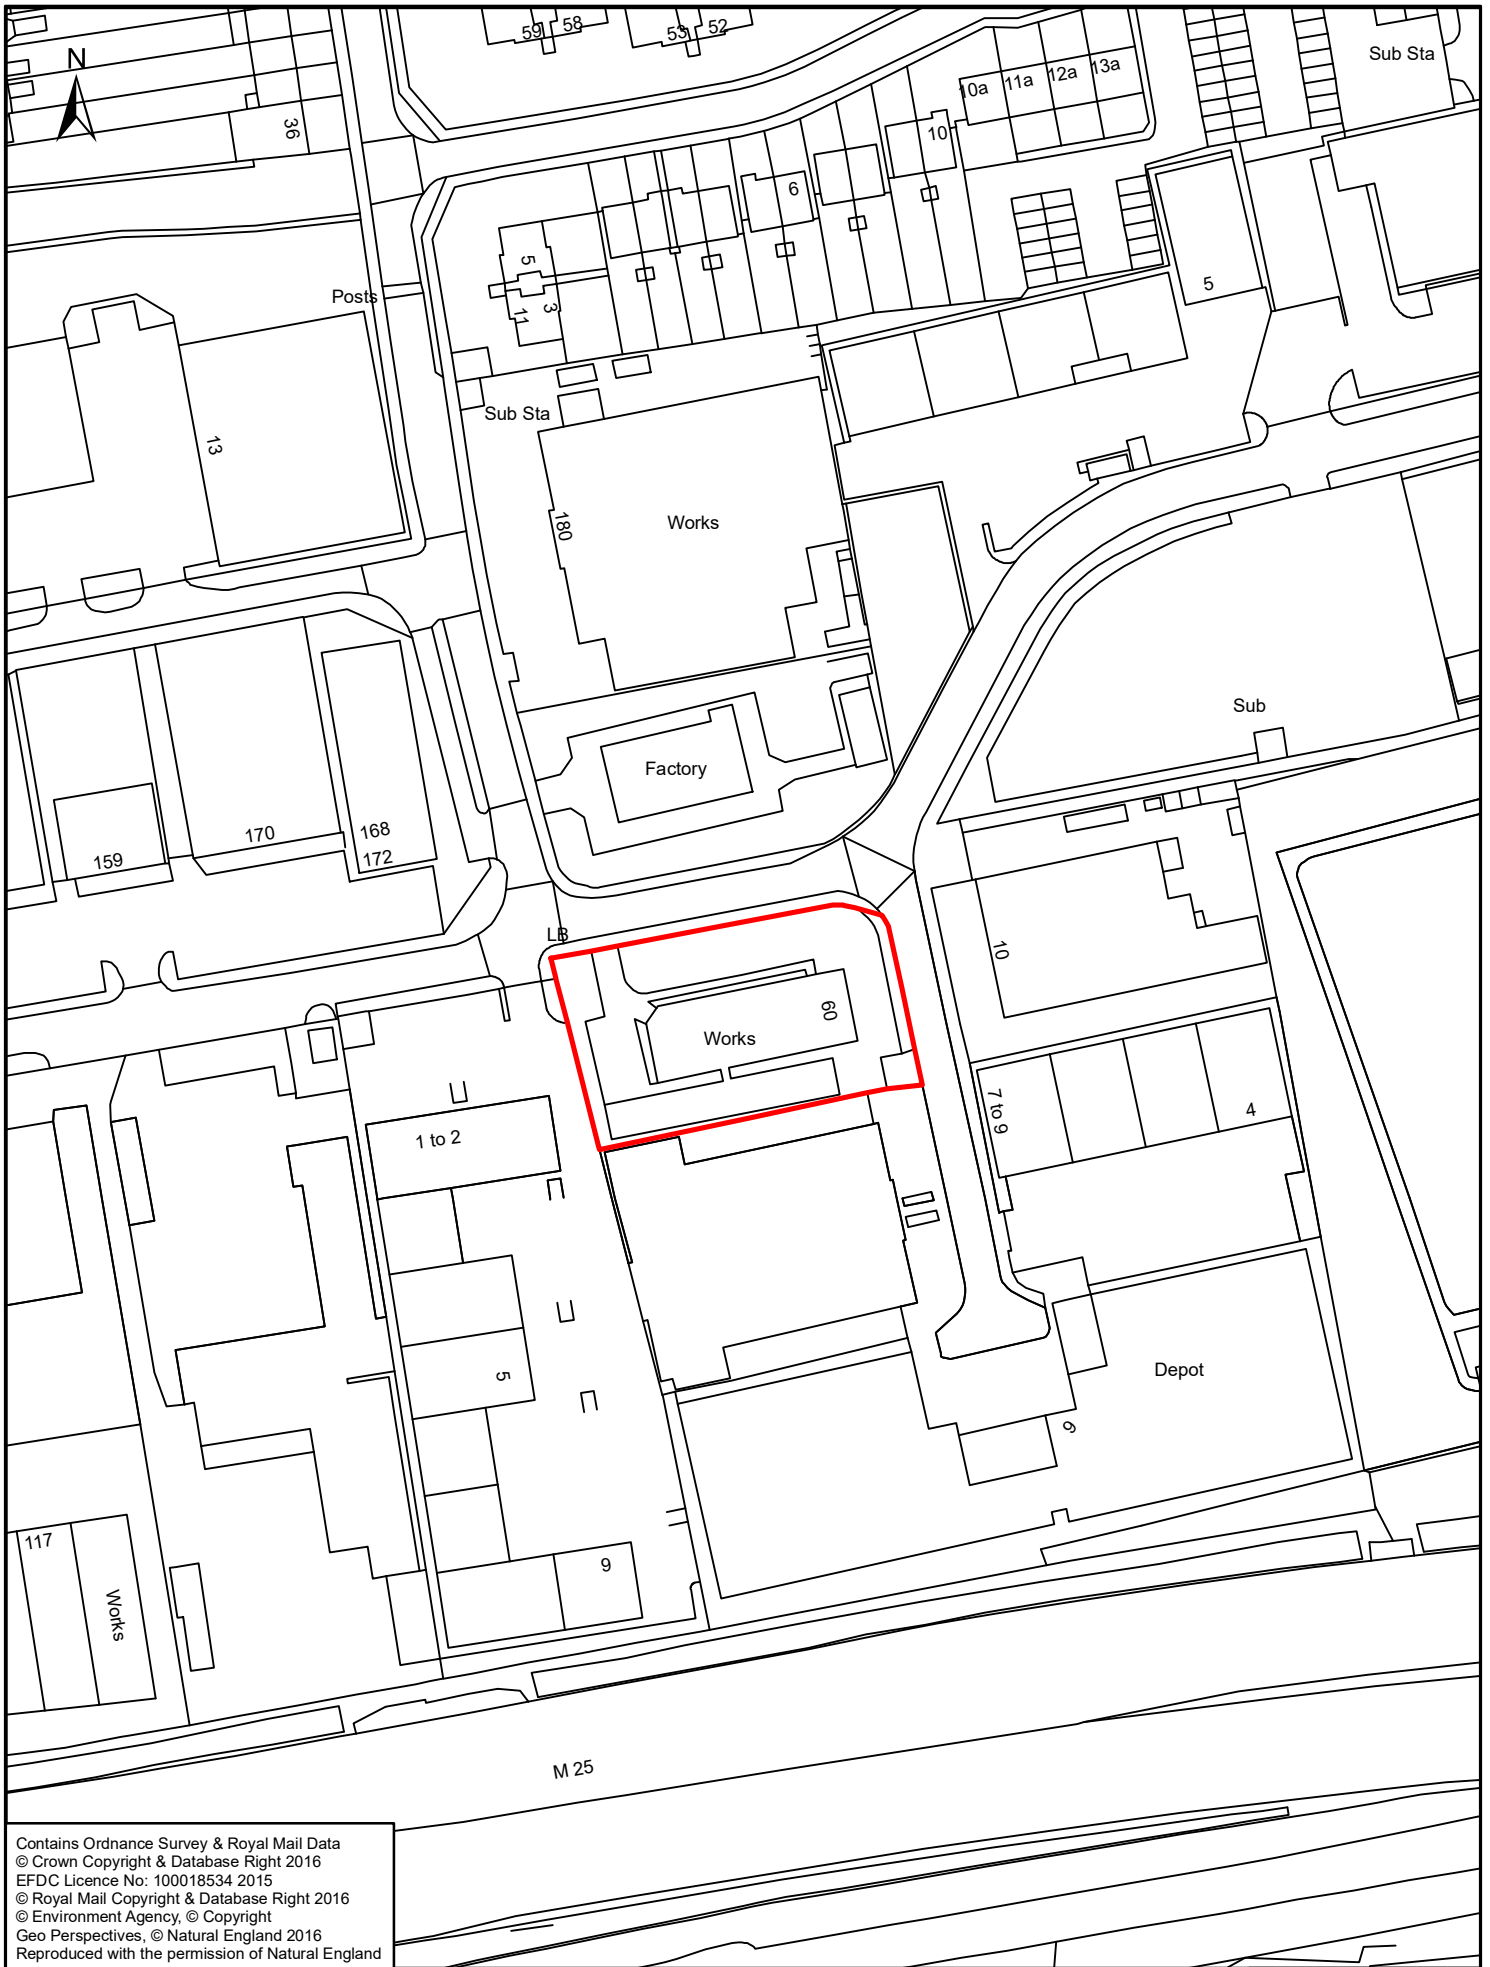 59
58
53
52
Sub Sta
N
10a
11a
12a
13a
36
10
6
5
5
3
11
Posts
13
Sub Sta
180
Works
Sub
Factory
170
168
172
159
LB
10
60
Works
7 to 9
4
1 to 2
5
Depot
9
117
Works
9
M 25
Contains Ordnance Survey & Royal Mail Data
© Crown Copyright & Database Right 2016
EFDC Licence No: 100018534 2015
© Royal Mail Copyright & Database Right 2016
© Environment Agency, © Copyright
Geo Perspectives, © Natural England 2016
Reproduced with the permission of Natural England